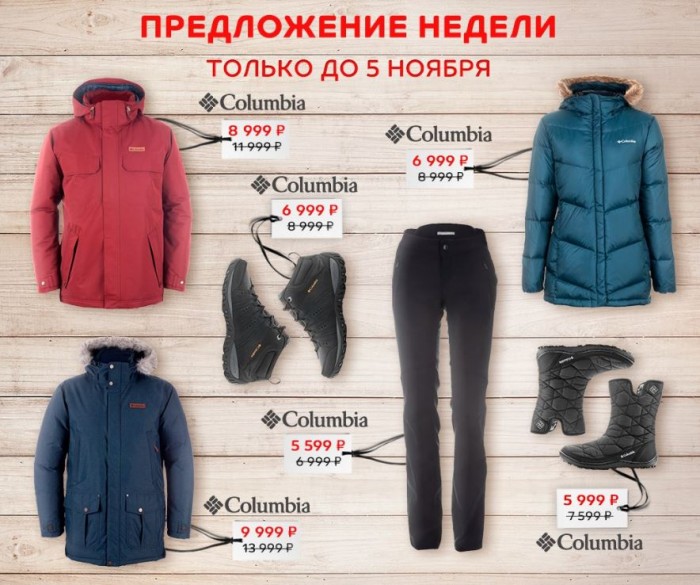 ПРЕДЛОЖЕНИЕ НЕДЕЛИ
ТОЛЬКО ДО 5 НОЯБРЯ
Columbia
8 999 ₽
11 999 ₽
Columbia
6 999 ₽
8 999 ₽
Columbia
Columbia
6 999 ₽
8 999 ₽
Columbia
5 599 ₽
6 999 ₽
Columbia
9 999 ₽
13 999 ₽
5 999 ₽
7 599 ₽
Columbia